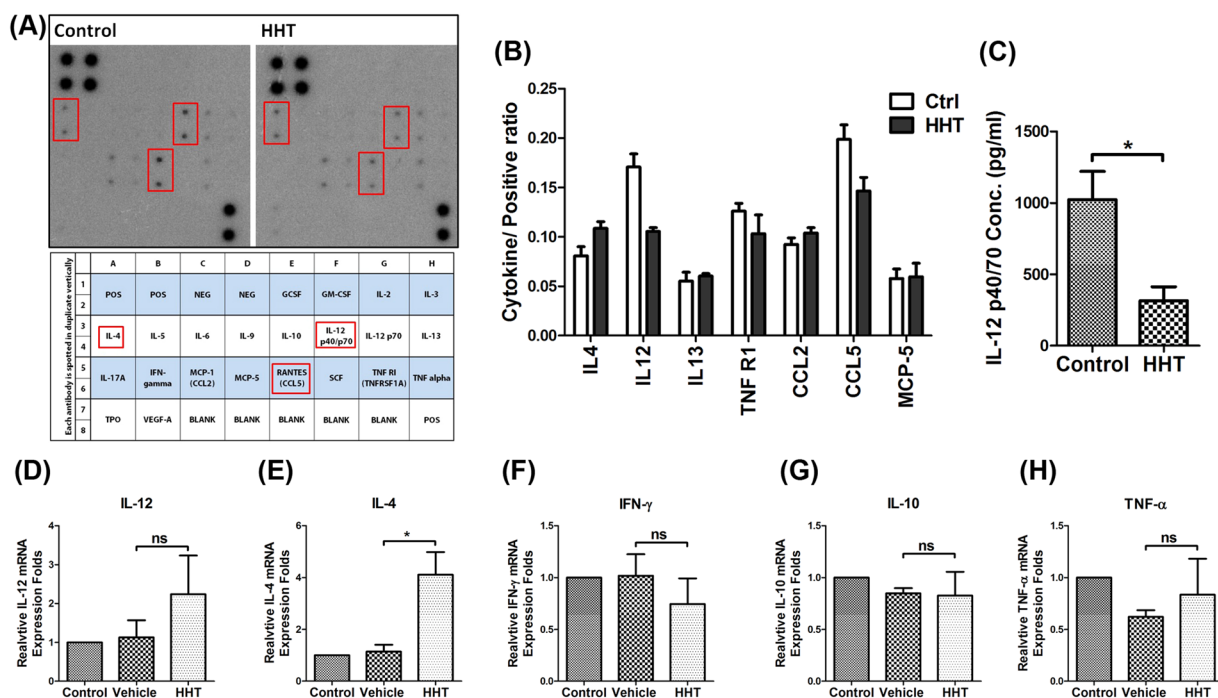 (A)
Control HHT
Each antibody is spotted in duplicate vertically
A B C D E F G H
1
2
POS POS NEG NEG GCSF GM-CSF IL-2 IL-3
3
4
IL-4 IL-5 IL-6 IL-9 IL-10 IL-12 p40/p70 IL-12 p70 IL-13
5
6
IL-17A IFN-gamma MCP-1 (CCL2) MCP-5 RANTES (CCL5) SCF TNF RI (TNFRSF1A) TNF alpha
7
8
TPO VEGF-A BLANK BLANK BLANK BLANK BLANK POS
(B)
Cytokine/ Positive ratio
0.25
0.20
0.15
0.10
0.05
0.00
Ctrl
HHT
IL4 IL12 IL13 TNF R1 CCL2 CCL5 MCP-5
(C)
IL-12 p40/70 Conc. (pg/ml)
1500
1000
500
0
*
Control HHT
(D)
IL-12
Realvtive IL-12 mRNA
Expression Folds
4
3
2
1
0
ns
Control Vehicle HHT
(E)
IL-4
Realvtive IL-4 mRNA
Expression Folds
6
4
2
0
*
Control Vehicle HHT
(F)
IFN-γ
Realvtive IFN-γ mRNA
Expression Folds
1.5
1.0
0.5
0.0
ns
Control Vehicle HHT
(G)
IL-10
Realvtive IL-10 mRNA
Expression Folds
1.5
1.0
0.5
0.0
ns
Control Vehicle HHT
(H)
TNF-α
Realvtive TNF-α mRNA
Expression Folds
1.5
1.0
0.5
0.0
ns
Control Vehicle HHT